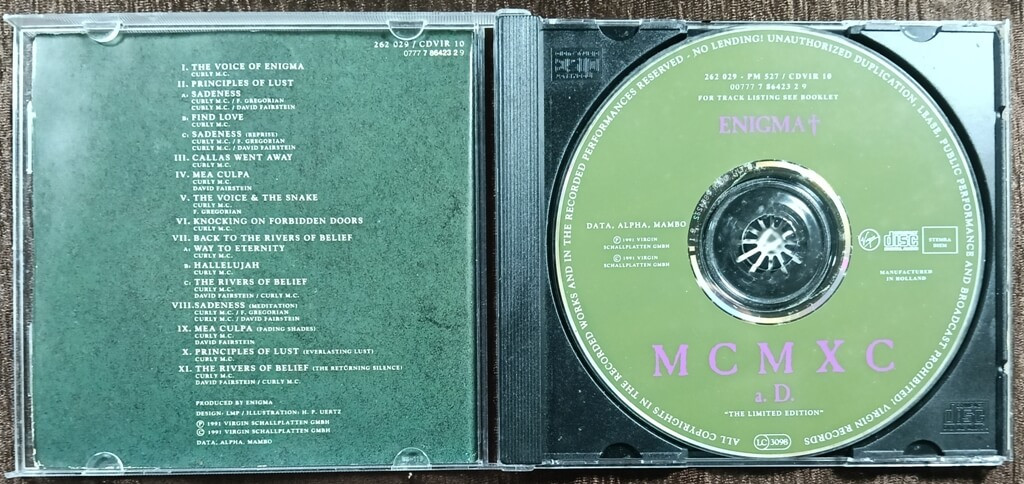 262 029 / CDVIR 10
0777 7 86423 2 9
I. THE VOICE OF ENIGMA
CURLY M.C.
II. PRINCIPLES OF LUST
A. SADENESS
CURLY M.C. / F. GREGORIAN
CURLY M.C. / DAVID FAIRSTEIN
B. FIND LOVE
CURLY M.C.
C. SADENESS (REPRISE)
CURLY M.C. / F. GREGORIAN
CURLY M.C. / DAVID FAIRSTEIN
III. CALLAS WENT AWAY
CURLY M.C.
IV. MEA CULPA
CURLY M.C.
DAVID FAIRSTEIN
V. THE VOICE & THE SNAKE
CURLY M.C.
F. GREGORIAN
VI. KNOCKING ON FORBIDDEN DOORS
CURLY M.C.
VII. BACK TO THE RIVERS OF BELIEF
A. WAY TO ETERNITY
CURLY M.C.
B. HALLELUJAH
CURLY M.C.
C. THE RIVERS OF BELIEF
CURLY M.C.
DAVID FAIRSTEIN / CURLY M.C.
VIII. SADENESS (MEDITATION)
CURLY M.C. / F. GREGORIAN
CURLY M.C. / DAVID FAIRSTEIN
IX. MEA CULPA (FADING SHADES)
CURLY M.C.
DAVID FAIRSTEIN
X. PRINCIPLES OF LUST (EVERLASTING LUST)
CURLY M.C.
XI. THE RIVERS OF BELIEF (THE RETURNING SILENCE)
CURLY M.C.
DAVID FAIRSTEIN / CURLY M.C.
PRODUCED BY ENIGMA
DESIGN: LMP / ILLUSTRATION: H. P. UERTZ
℗ 1991 VIRGIN SCHALLPLATTEN GMBH
© 1991 VIRGIN SCHALLPLATTEN GMBH
DATA, ALPHA, MAMBO
ALL COPYRIGHTS IN THE RECORDED WORKS AND IN THE RECORDED PERFORMANCES RESERVED - NO LENDING! UNAUTHORIZED DUPLICATION, LEASE, PUBLIC PERFORMANCE AND BROADCAST PROHIBITED! VIRGIN RECORDS
262 029 - PM 527 / CDVIR 10
00777 7 86423 2 9
FOR TRACK LISTING SEE BOOKLET
ENIGMA†
DATA, ALPHA, MAMBO
℗ 1991 VIRGIN
SCHALLPLATTEN GMBH
© 1991 VIRGIN
SCHALLPLATTEN GMBH
Virgin
disc
STEMRA
BIEM
MANUFACTURED
IN HOLLAND
MCMXC
a. D.
"THE LIMITED EDITION"
LC 3098